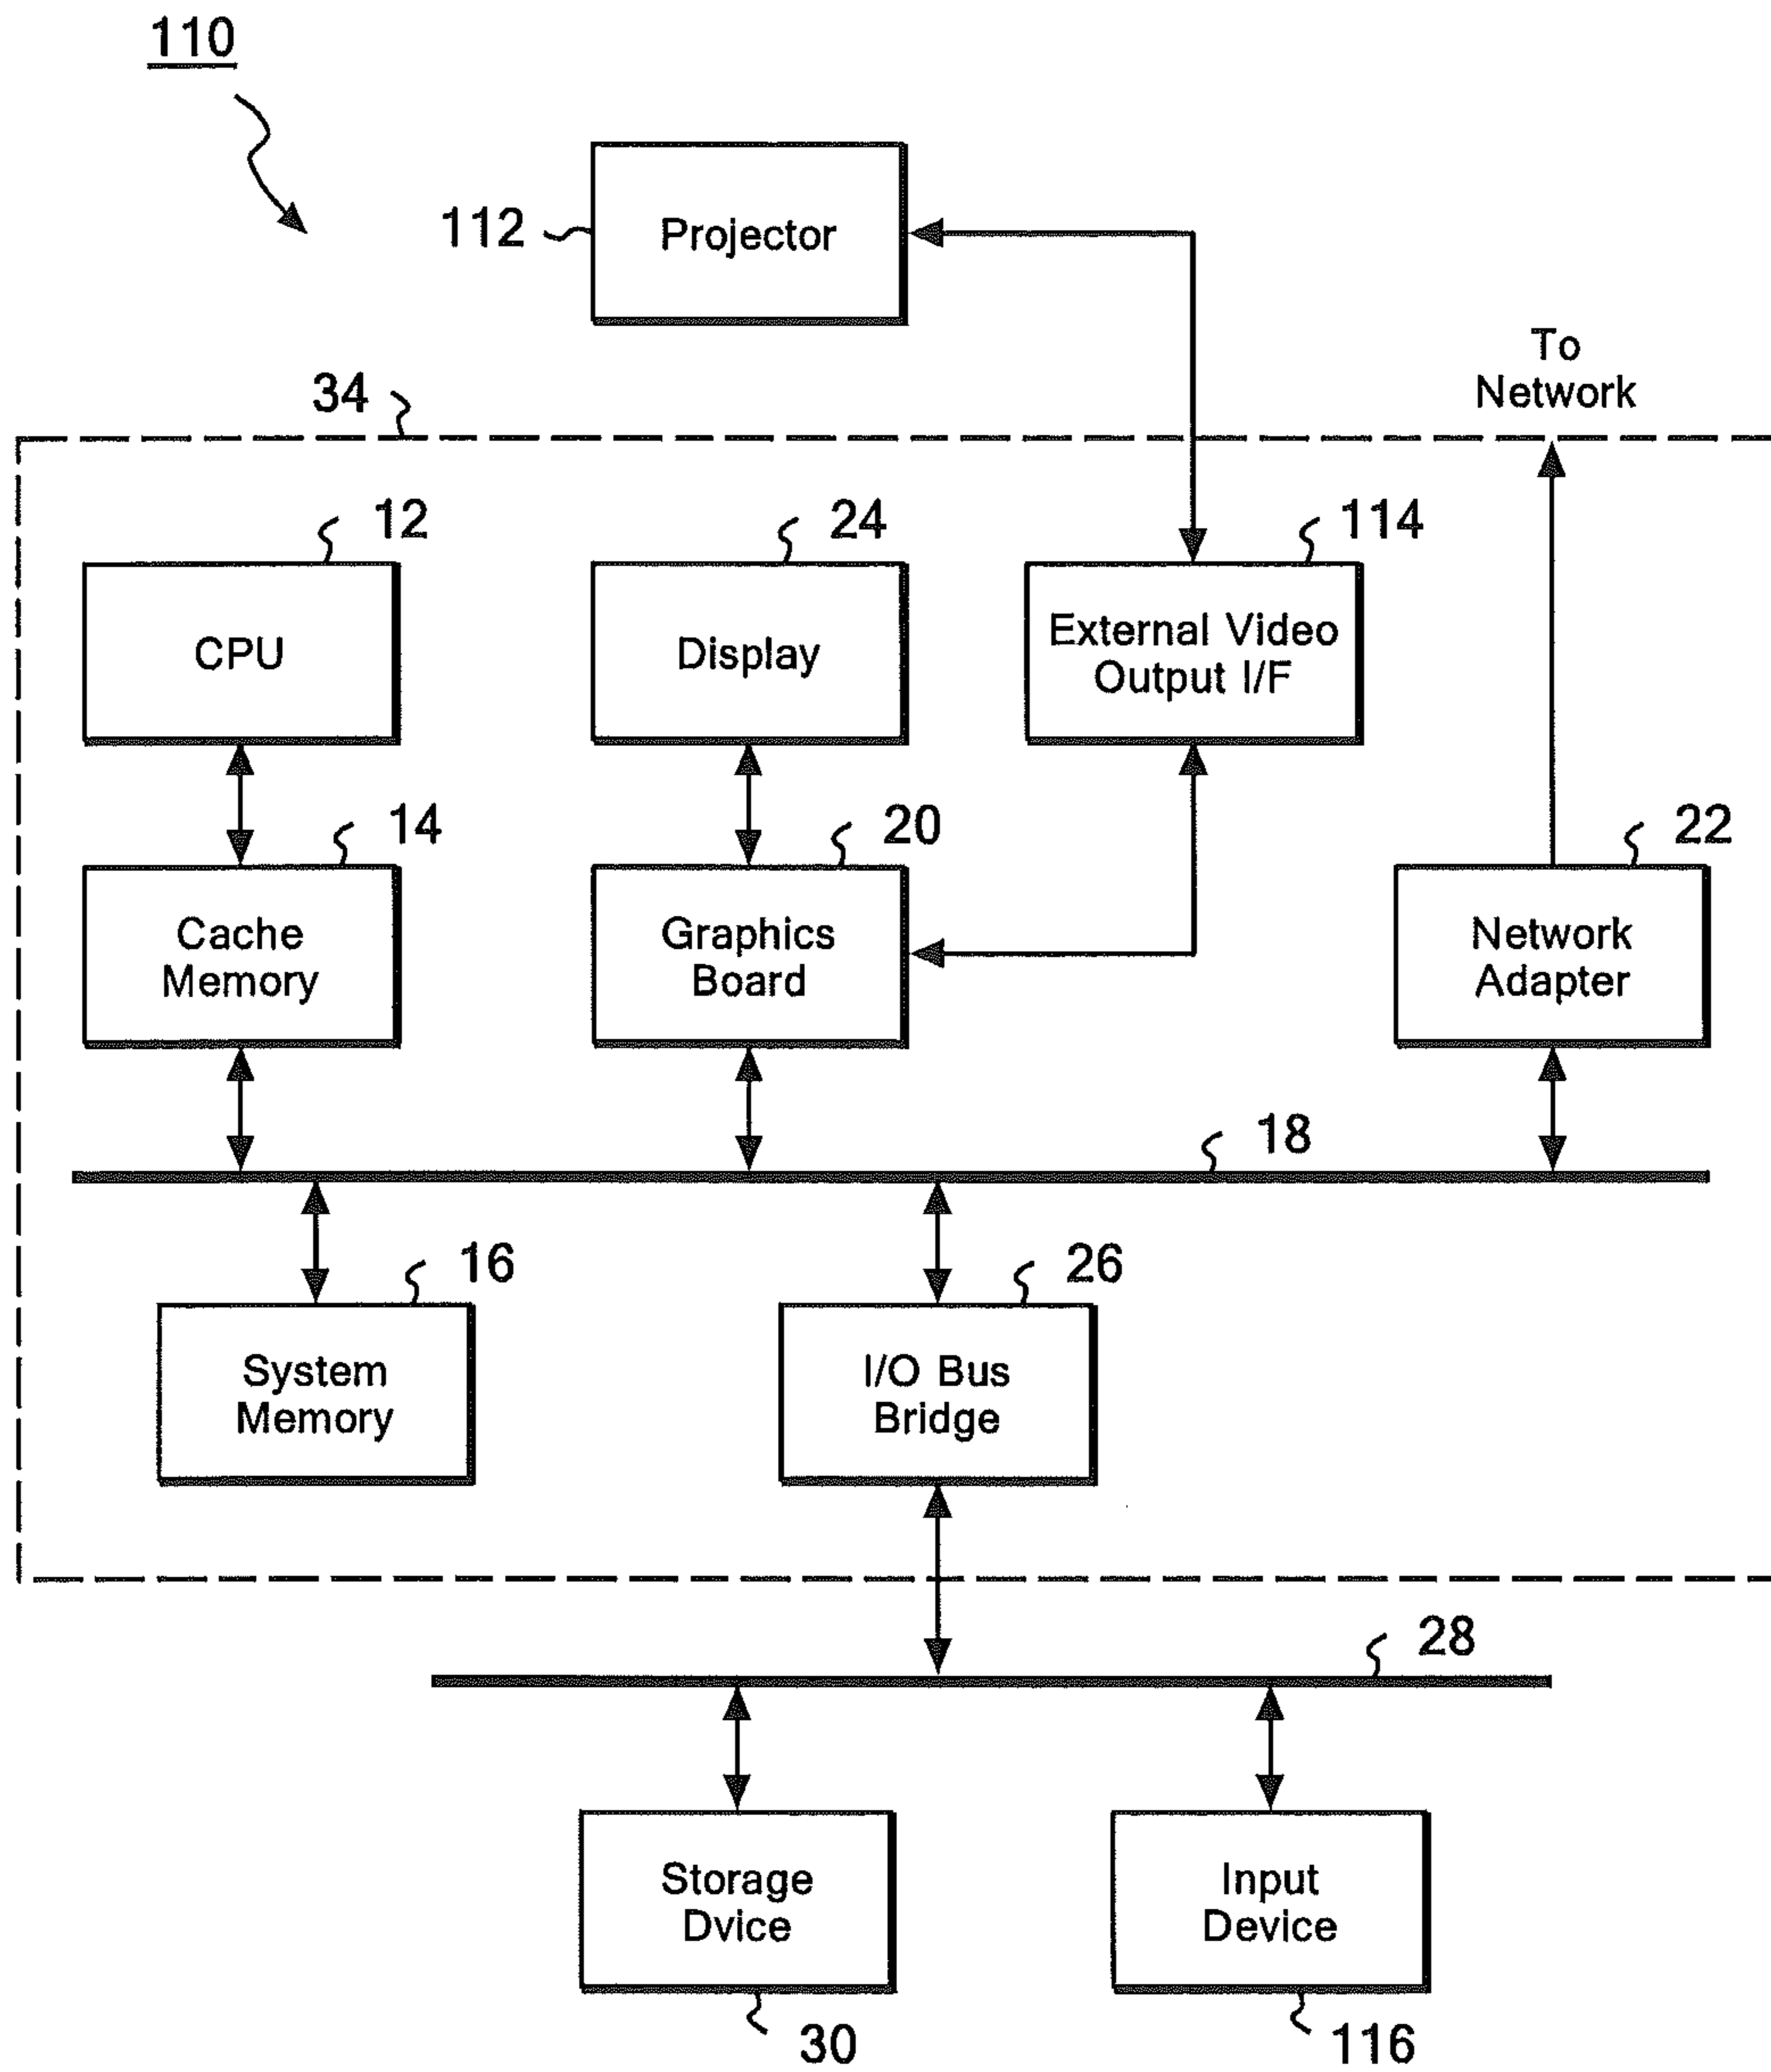 110
112
Projector
To
Network
34
12
24
114
CPU
Display
External Video
Output I/F
14
20
22
Cache
Memory
Graphics
Board
Network
Adapter
18
16
26
System
Memory
I/O Bus
Bridge
28
Storage
Dvice
Input
Device
30
116